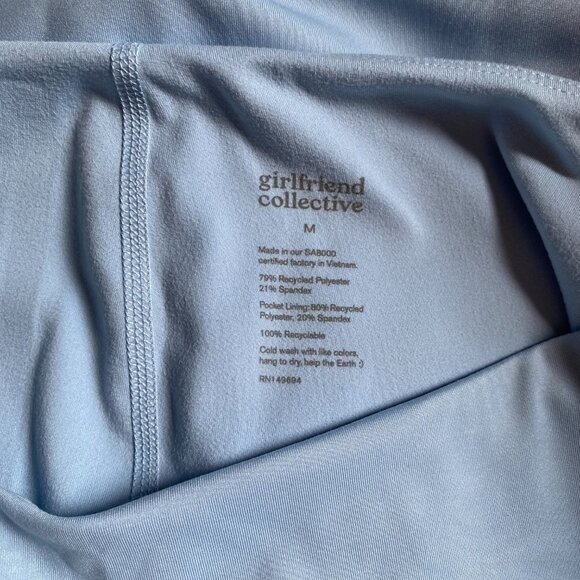 girlfriend
collective
M
Made in our SA8000
certified factory in Vietnam.
79% Recycled Polyester
21% Spandex
Pocket Lining: 80% Recycled
Polyester, 20% Spandex
100% Recyclable
Cold wash with like colors,
hang to dry, help the Earth :)
RN149694